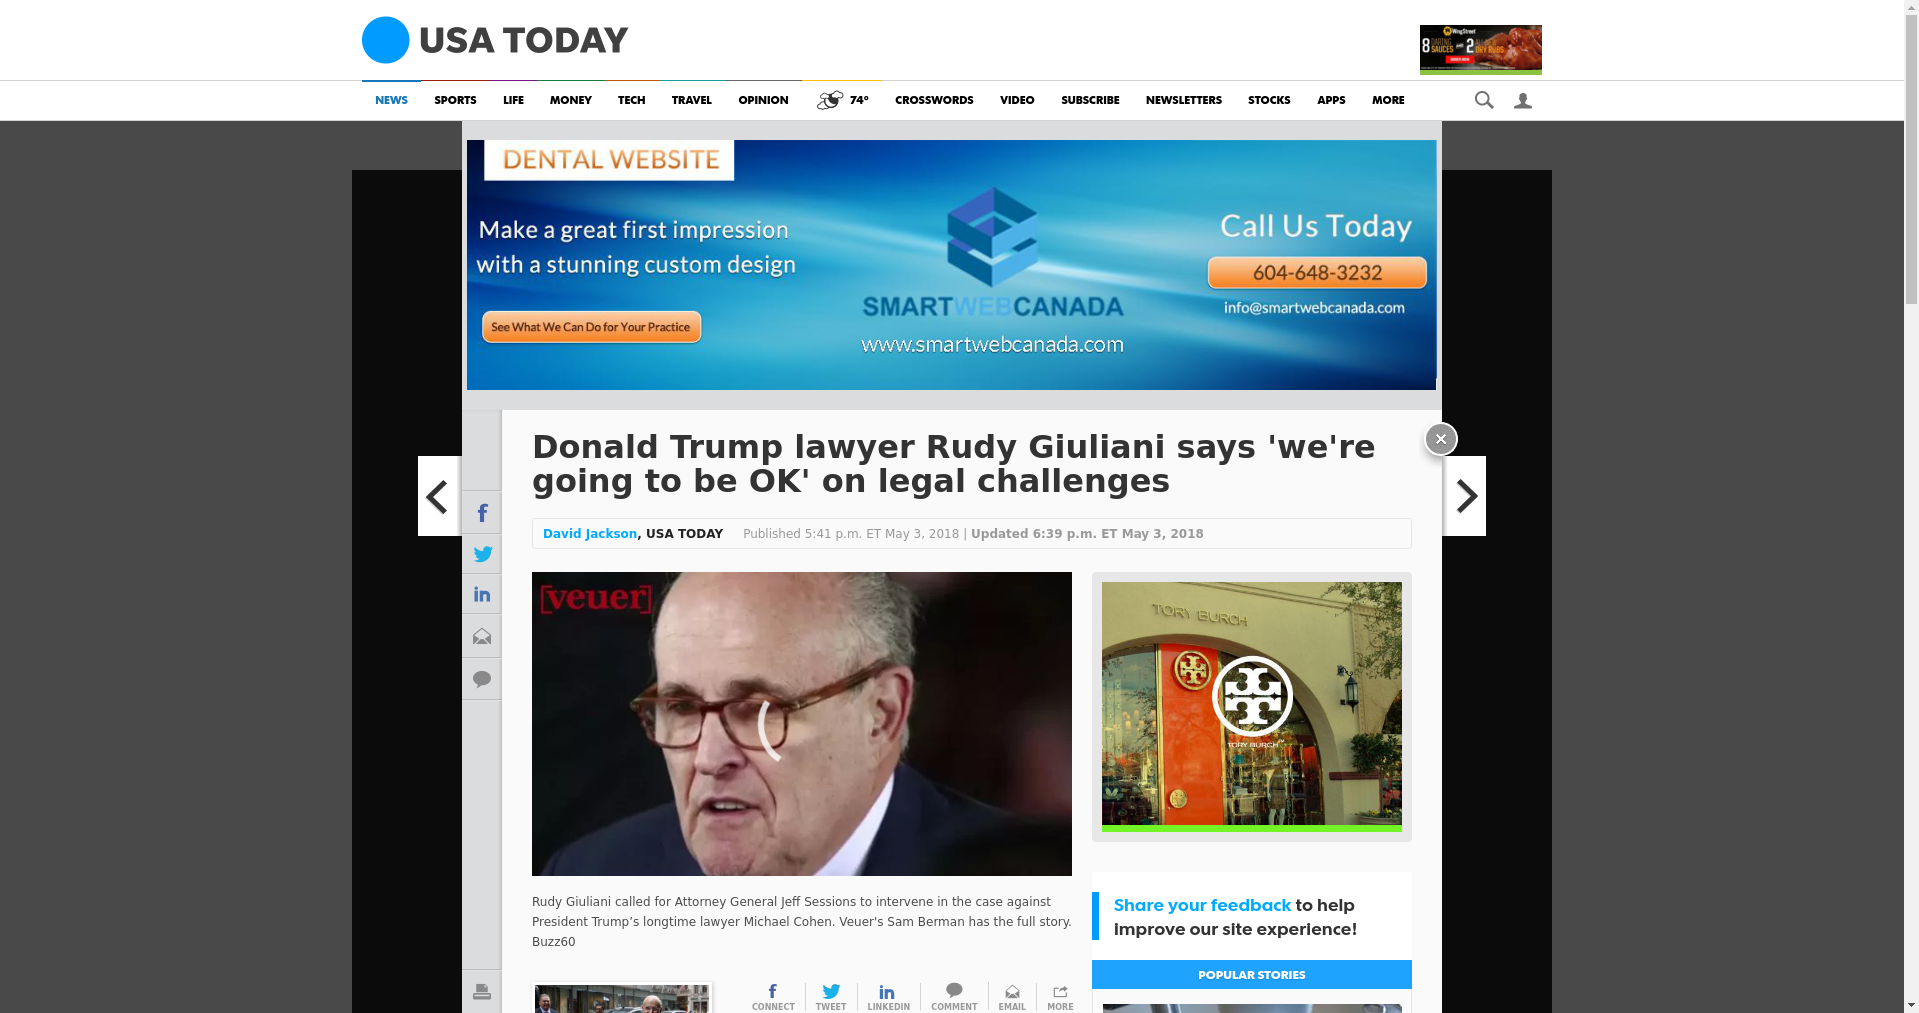 USA TODAY
WingStreet
8 DARING SAUCES AND 2 DRY RUBS
ORDER NOW
NEWS SPORTS LIFE MONEY TECH TRAVEL OPINION 74° CROSSWORDS VIDEO SUBSCRIBE NEWSLETTERS STOCKS APPS MORE
DENTAL WEBSITE
Make a great first impression
with a stunning custom design
See What We Can Do for Your Practice
SMARTWEBCANADA
www.smartwebcanada.com
Call Us Today
604-648-3232
info@smartwebcanada.com
Donald Trump lawyer Rudy Giuliani says 'we're
going to be OK' on legal challenges
David Jackson, USA TODAY Published 5:41 p.m. ET May 3, 2018 | Updated 6:39 p.m. ET May 3, 2018
[veuer]
Rudy Giuliani called for Attorney General Jeff Sessions to intervene in the case against
President Trump’s longtime lawyer Michael Cohen. Veuer's Sam Berman has the full story.
Buzz60
CONNECT TWEET LINKEDIN COMMENT EMAIL MORE
TORY BURCH
TORY BURCH
Share your feedback to help
improve our site experience!
POPULAR STORIES